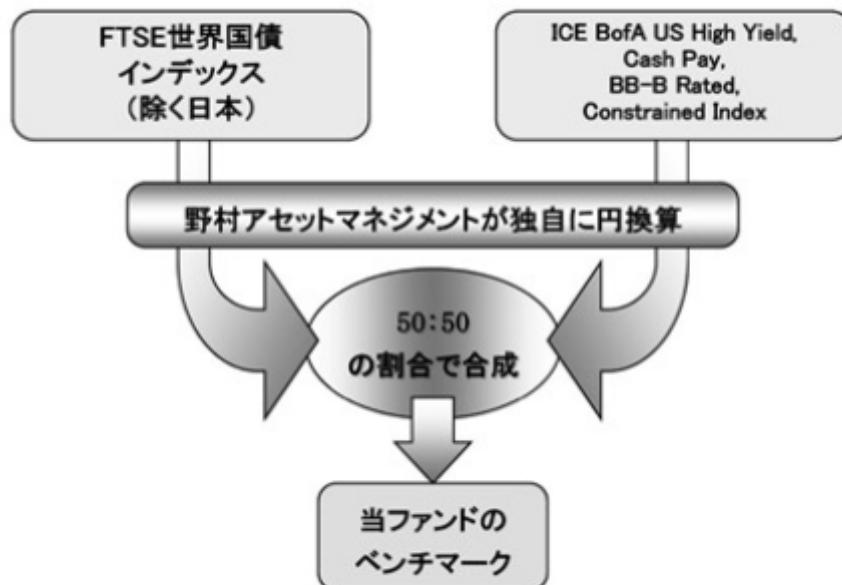 FTSE世界国債
インデックス
（除く日本）
ICE BofA US High Yield,
Cash Pay,
BB-B Rated,
Constrained Index
野村アセットマネジメントが独自に円換算
50：50
の割合で合成
当ファンドの
ベンチマーク